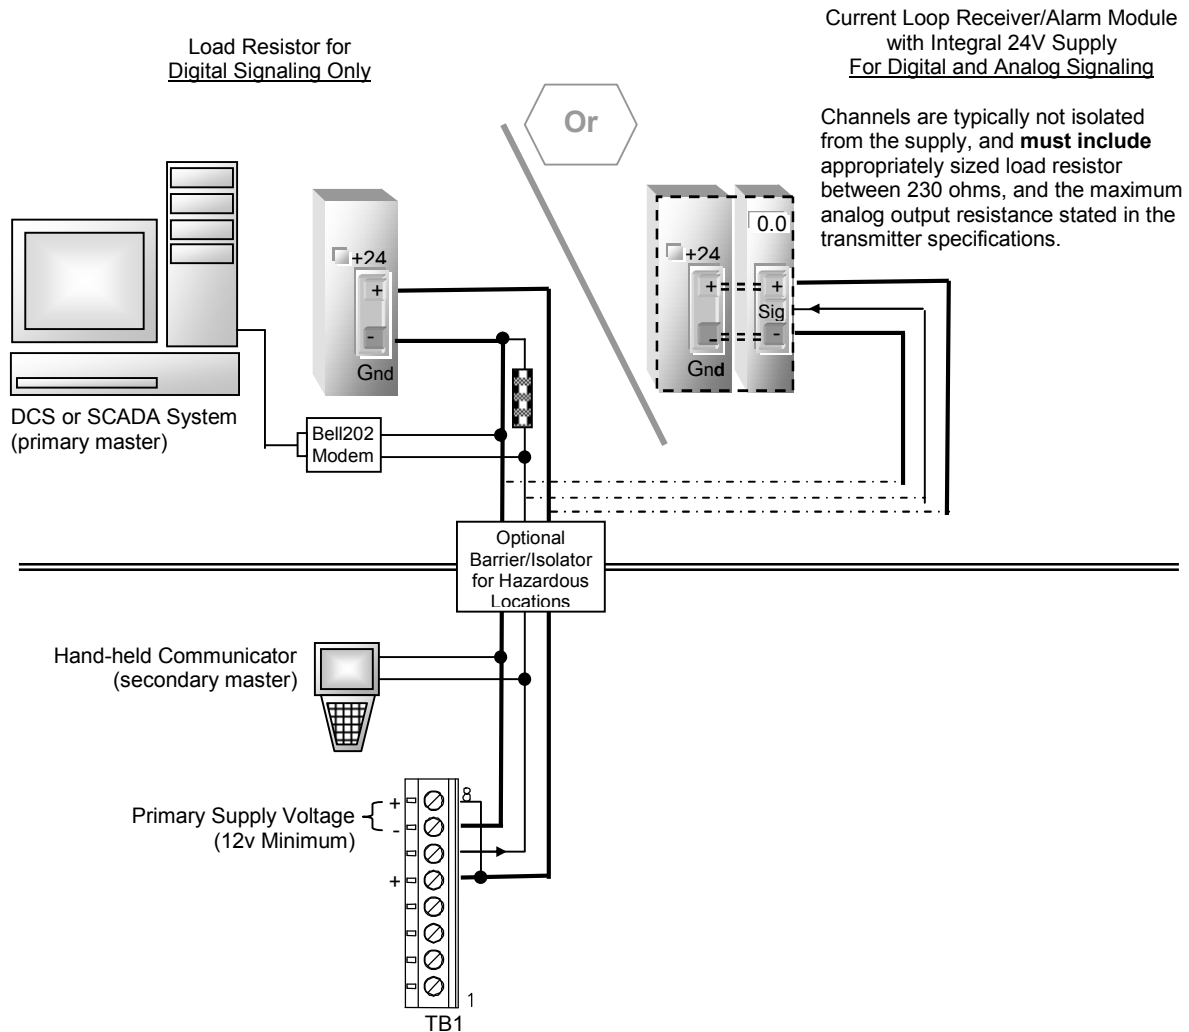 Load Resistor for
Digital Signaling Only
Current Loop Receiver/Alarm Module
with Integral 24V Supply
For Digital and Analog Signaling
Or
Channels are typically not isolated
from the supply, and must include
appropriately sized load resistor
between 230 ohms, and the maximum
analog output resistance stated in the
transmitter specifications.
+24
+
-
Gnd
+24
+
-
Gnd
0.0
+
Sig
-
DCS or SCADA System
(primary master)
Bell202
Modem
Optional
Barrier/Isolator
for Hazardous
Locations
Hand-held Communicator
(secondary master)
Primary Supply Voltage
(12v Minimum)
+
-
+
8
1
TB1